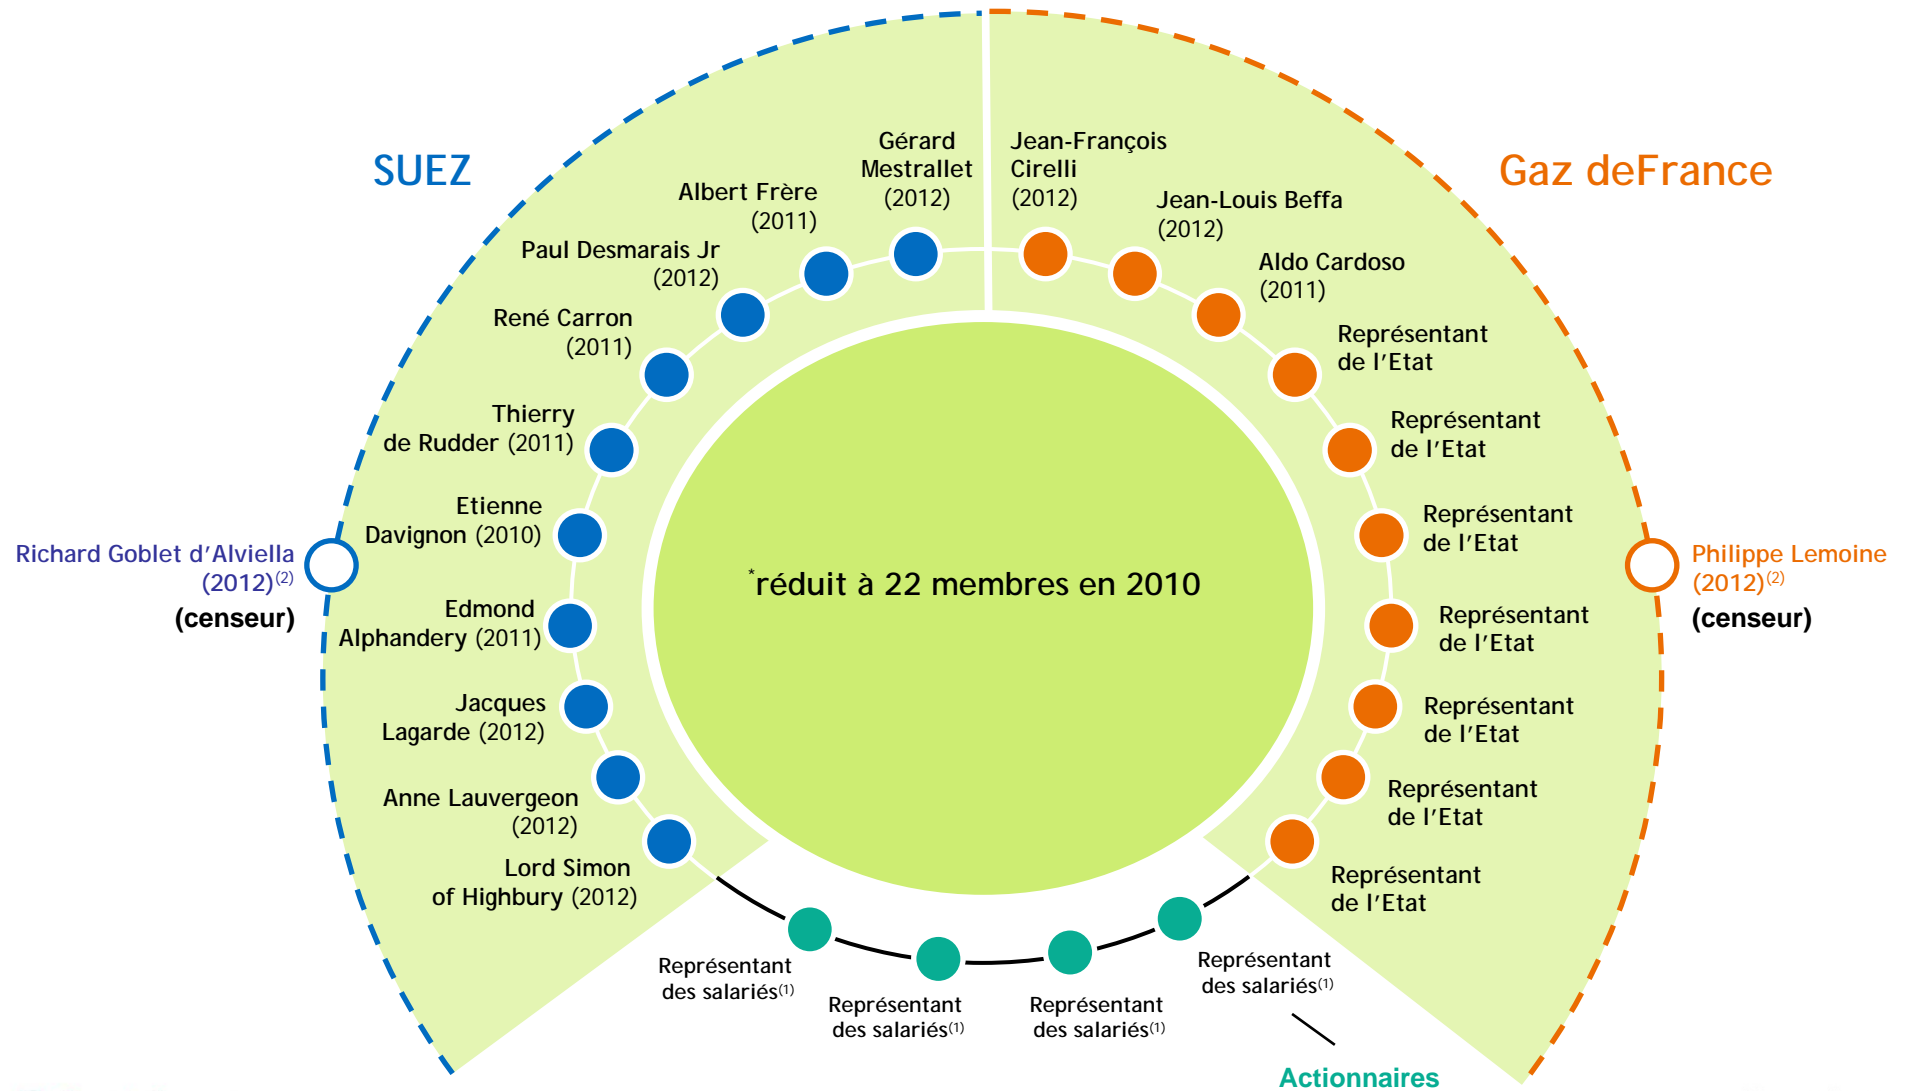 SUEZ
Gaz deFrance
Gérard
Mestrallet
(2012)
Albert Frère
(2011)
Paul Desmarais Jr
(2012)
René Carron
(2011)
Thierry
de Rudder (2011)
Etienne
Davignon (2010)
Edmond
Alphandery (2011)
Jacques
Lagarde (2012)
Anne Lauvergeon
(2012)
Lord Simon
of Highbury (2012)
Richard Goblet d'Alviella
(2012)(2)
(censeur)
Jean-François
Cirelli
(2012)
Jean-Louis Beffa
(2012)
Aldo Cardoso
(2011)
Représentant
de l'Etat
Représentant
de l'Etat
Représentant
de l'Etat
Représentant
de l'Etat
Représentant
de l'Etat
Représentant
de l'Etat
Représentant
de l'Etat
Philippe Lemoine
(2012)(2)
(censeur)
*réduit à 22 membres en 2010
Représentant
des salariés(1)
Représentant
des salariés(1)
Représentant
des salariés(1)
Représentant
des salariés(1)
Actionnaires